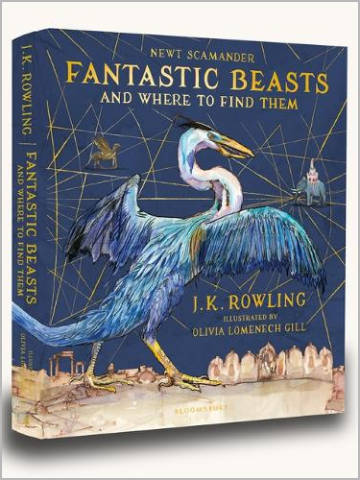 NEWT SCAMANDER
FANTASTIC BEASTS
AND WHERE TO FIND THEM
J.K. ROWLING
ILLUSTRATED BY
OLIVIA LOMENECH GILL
BLOOMSBURY
J.K. ROWLING
FANTASTIC BEASTS
AND WHERE TO FIND THEM